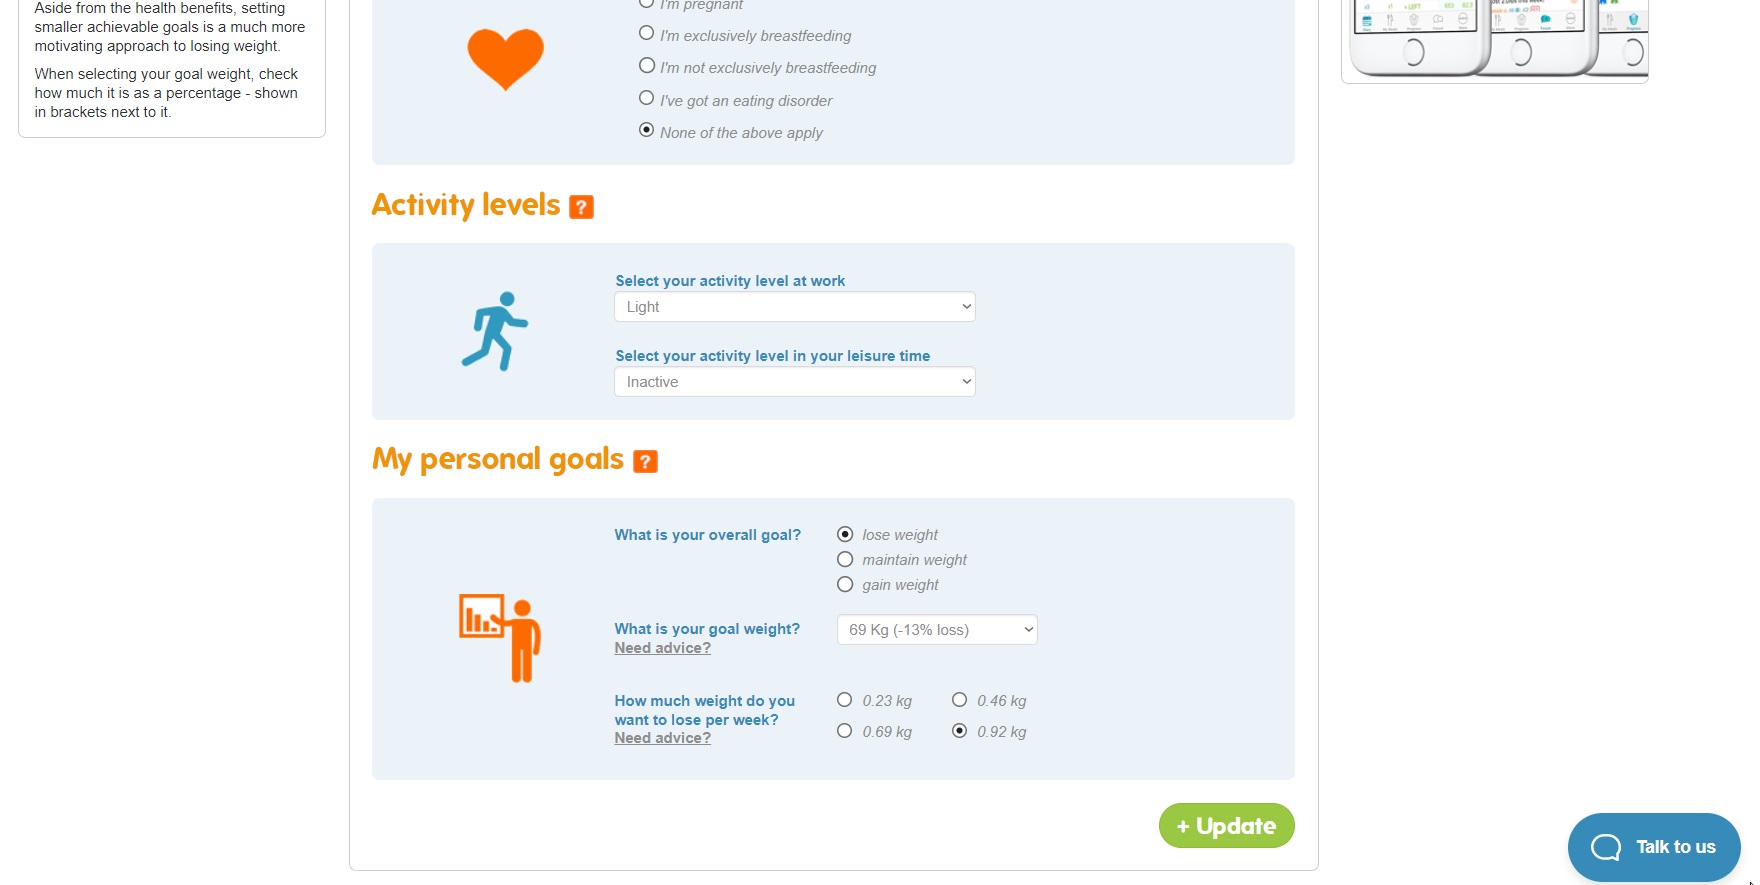 Aside from the health benefits, setting
smaller achievable goals is a much more
motivating approach to losing weight.
When selecting your goal weight, check
how much it is as a percentage - shown
in brackets next to it.
I'm pregnant
I'm exclusively breastfeeding
I'm not exclusively breastfeeding
I've got an eating disorder
None of the above apply
Activity levels ?
Select your activity level at work
Light
Select your activity level in your leisure time
Inactive
My personal goals ?
What is your overall goal?
lose weight
maintain weight
gain weight
What is your goal weight?
Need advice?
69 Kg (-13% loss)
How much weight do you
want to lose per week?
Need advice?
0.23 kg
0.46 kg
0.69 kg
0.92 kg
+ Update
Talk to us